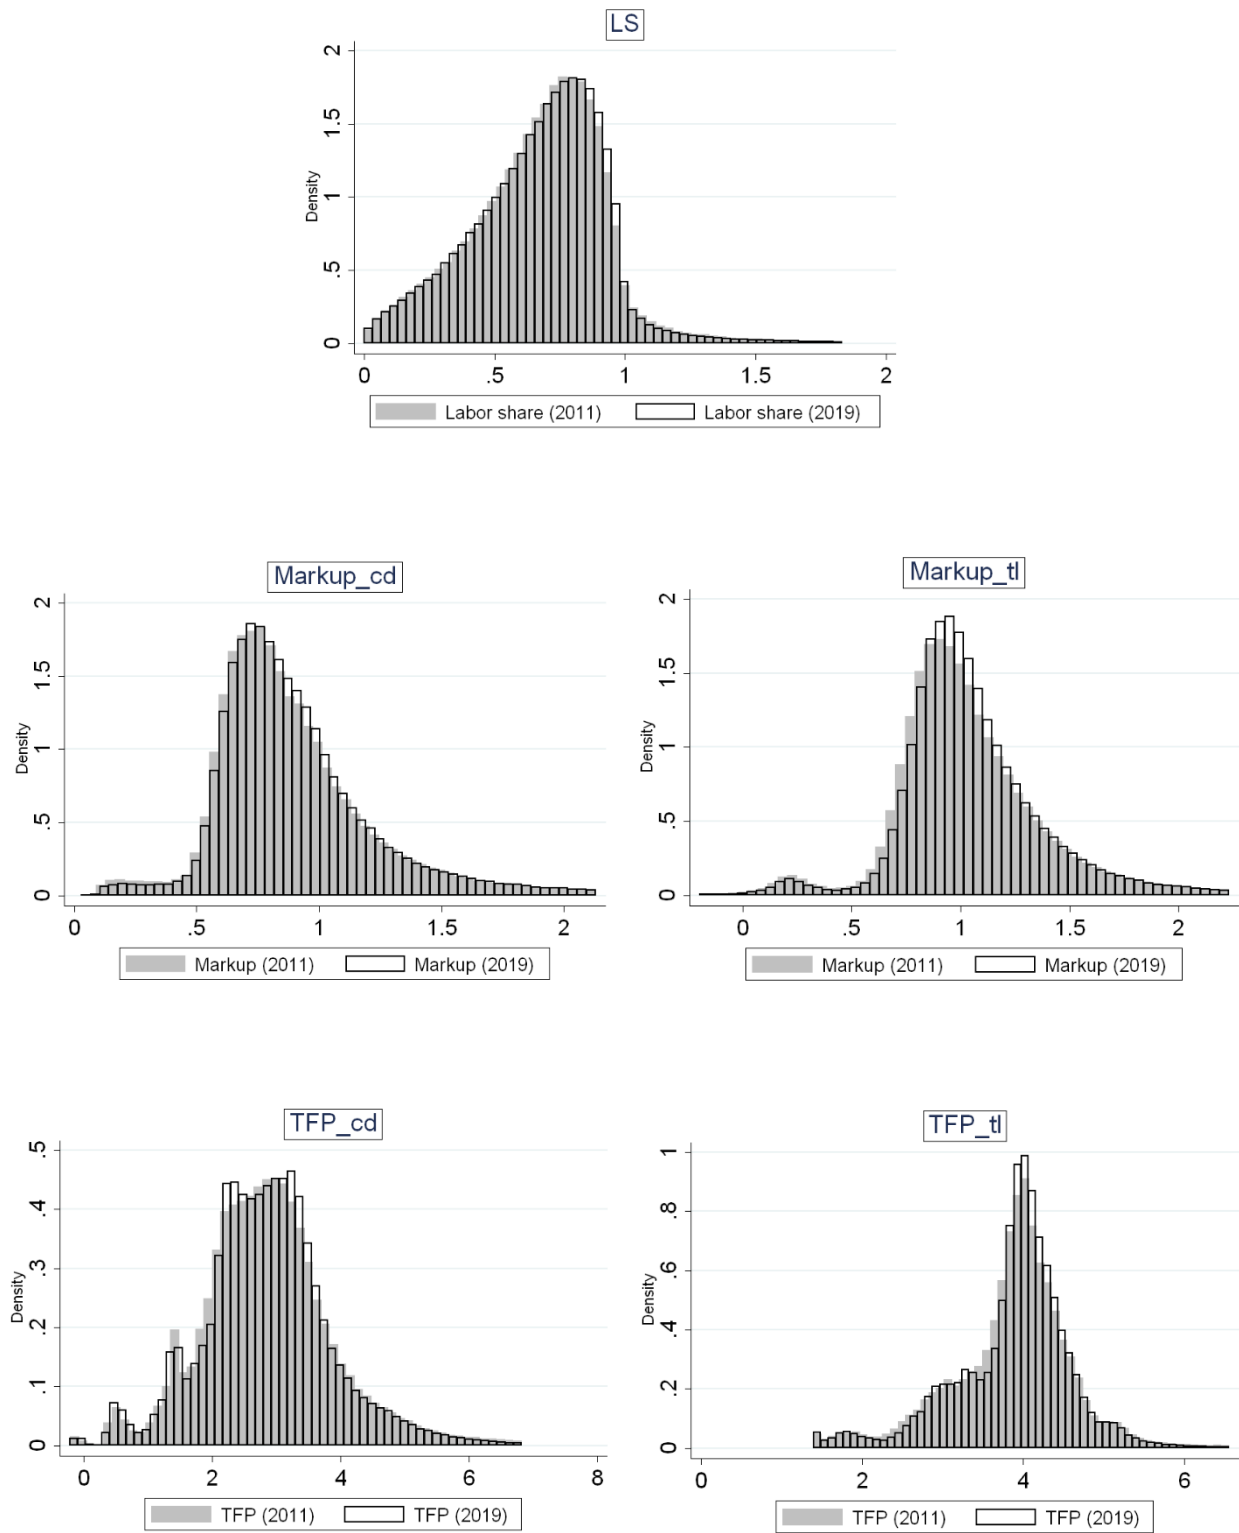 LS
Density
2
1.5
1
.5
0
0 .5 1 1.5 2
Labor share (2011) Labor share (2019)
Markup_cd
Density
2
1.5
1
.5
0
0 .5 1 1.5 2
Markup (2011) Markup (2019)
Markup_tl
Density
2
1.5
1
.5
0
0 .5 1 1.5 2
Markup (2011) Markup (2019)
TFP_cd
Density
.5
.4
.3
.2
.1
0
0 2 4 6 8
TFP (2011) TFP (2019)
TFP_tl
Density
1
.8
.6
.4
.2
0
0 2 4 6
TFP (2011) TFP (2019)